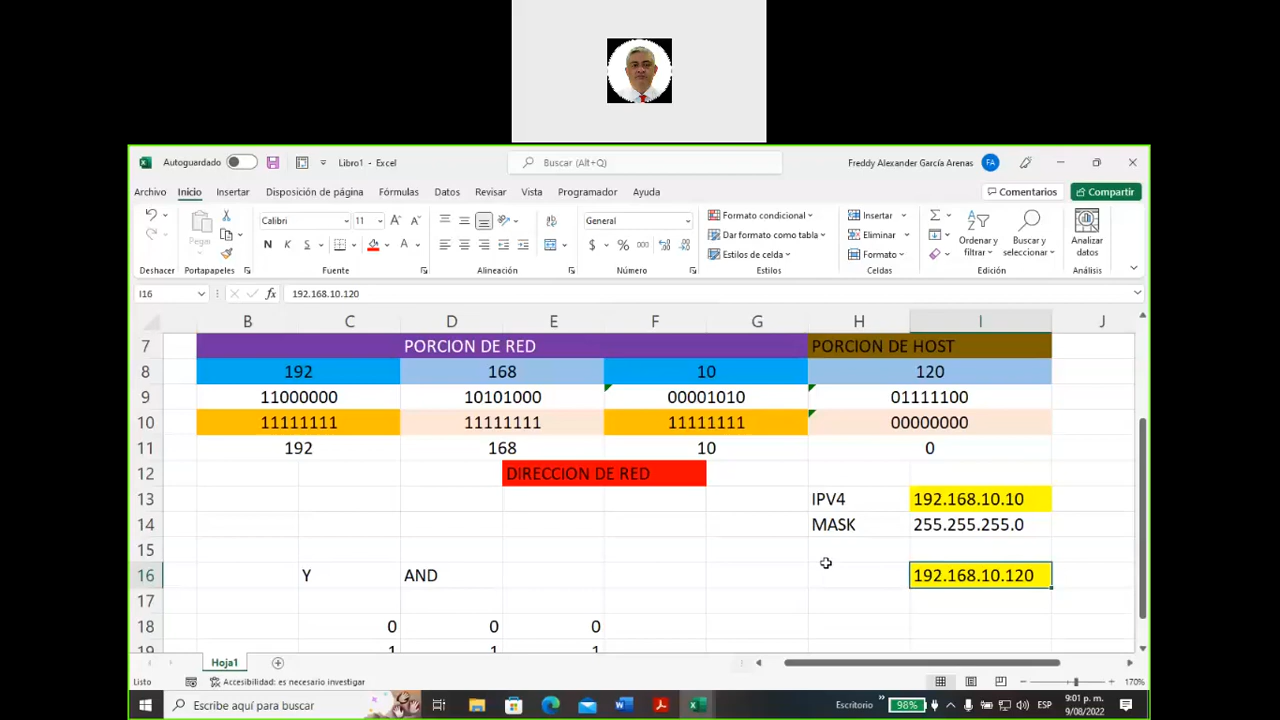 Autoguardado
Libro1 - Excel
Buscar (Alt+Q)
Freddy Alexander García Arenas
FA
Archivo Inicio Insertar Disposición de página Fórmulas Datos Revisar Vista Programador Ayuda
Comentarios
Compartir
Pegar
Calibri 11
N K S
General
$ % 000
Formato condicional
Dar formato como tabla
Estilos de celda
Insertar
Eliminar
Formato
Ordenar y filtrar
Buscar y seleccionar
Analizar datos
Deshacer Portapapeles Fuente Alineación Número Estilos Celdas Edición Análisis
I16
fx
192.168.10.120
B C D E F G H I J
7 PORCION DE RED PORCION DE HOST
8 192 168 10 120
9 11000000 10101000 00001010 01111100
10 11111111 11111111 11111111 00000000
11 192 168 10 0
12 DIRECCION DE RED
13 IPV4 192.168.10.10
14 MASK 255.255.255.0
15
16 Y AND 192.168.10.120
17
18 0 0 0
19 1 1 1
Hoja1
Listo
Accesibilidad: es necesario investigar
170%
Escribe aquí para buscar
Escritorio
98%
ESP
9:01 p. m.
9/08/2022